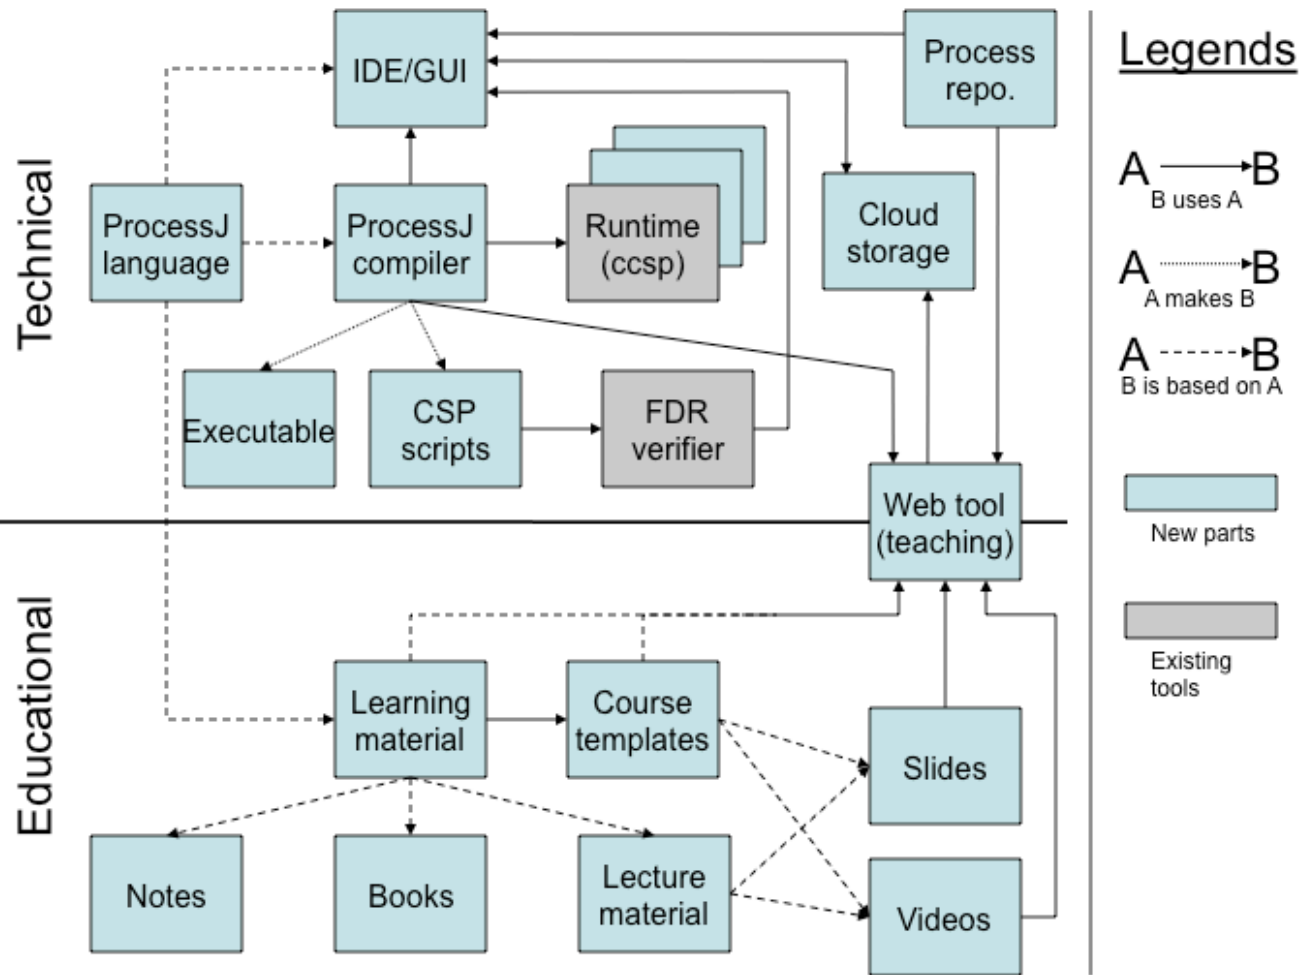 Technical
IDE/GUI
Process
repo.
ProcessJ
language
ProcessJ
compiler
Runtime
(ccsp)
Cloud
storage
Executable
CSP
scripts
FDR
verifier
Web tool
(teaching)
Educational
Learning
material
Course
templates
Slides
Notes
Books
Lecture
material
Videos
Legends
A B
B uses A
A B
A makes B
A B
B is based on A
New parts
Existing
tools